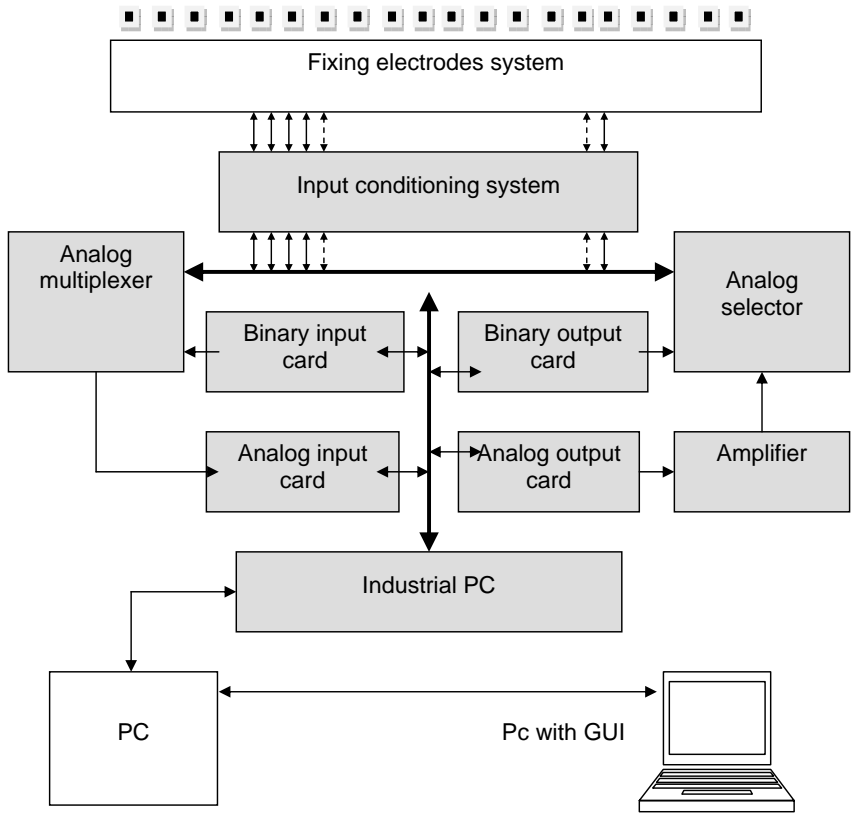 Fixing electrodes system
Input conditioning system
Analog
multiplexer
Analog
selector
Binary input
card
Binary output
card
Analog input
card
Analog output
card
Amplifier
Industrial PC
PC
Pc with GUI